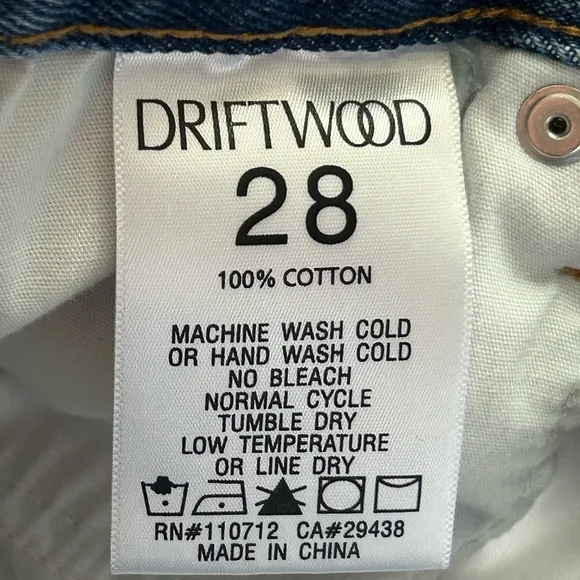 DRIFTWOOD
28
100% COTTON
MACHINE WASH COLD
OR HAND WASH COLD
NO BLEACH
NORMAL CYCLE
TUMBLE DRY
LOW TEMPERATURE
OR LINE DRY
RN#110712 CA#29438
MADE IN CHINA